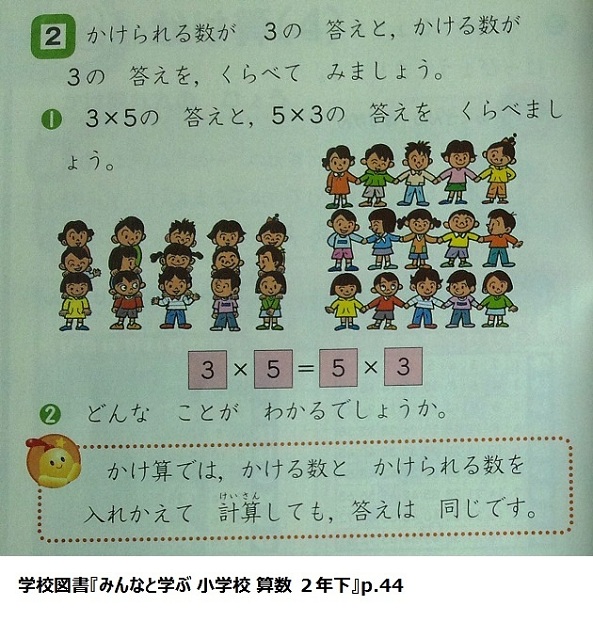 2 かけられる数が 3の 答えと，かける数が
3の 答えを，くらべて みましょう。
❶ 3×5の 答えと，5×3の 答えを くらべまし
ょう。
3×5＝5×3
❷ どんな ことが わかるでしょうか。
かけ算では，かける数と かけられる数を
けいさん
入れかえて 計算しても，答えは 同じです。
学校図書『みんなと学ぶ 小学校 算数 ２年下』p.44